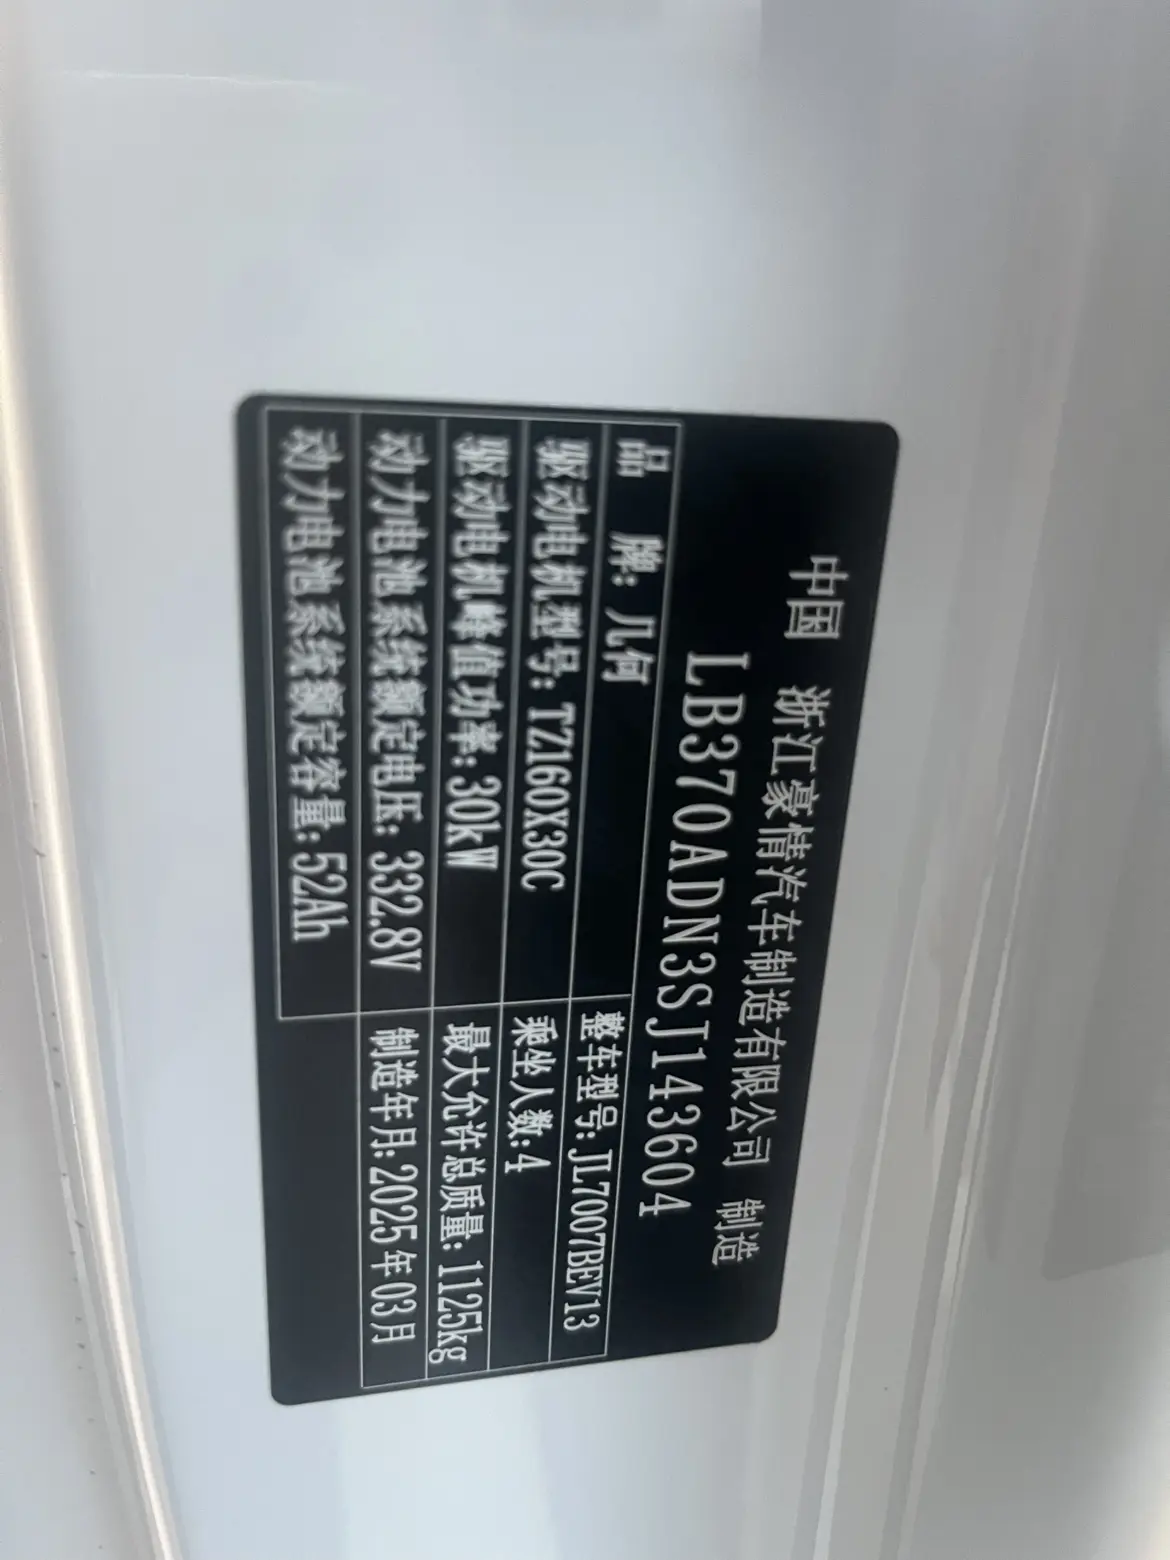 中国 浙江豪情汽车制造有限公司 制造
LB370ADN3SJ143604
品 牌: 几何
整车型号: JL7007BEV13
驱动电机型号: TZ160X30C
乘坐人数: 4
驱动电机峰值功率: 30kW
最大允许总质量: 1125kg
动力电池系统额定电压: 332.8V
制造年月: 2025年03月
动力电池系统额定容量: 52Ah